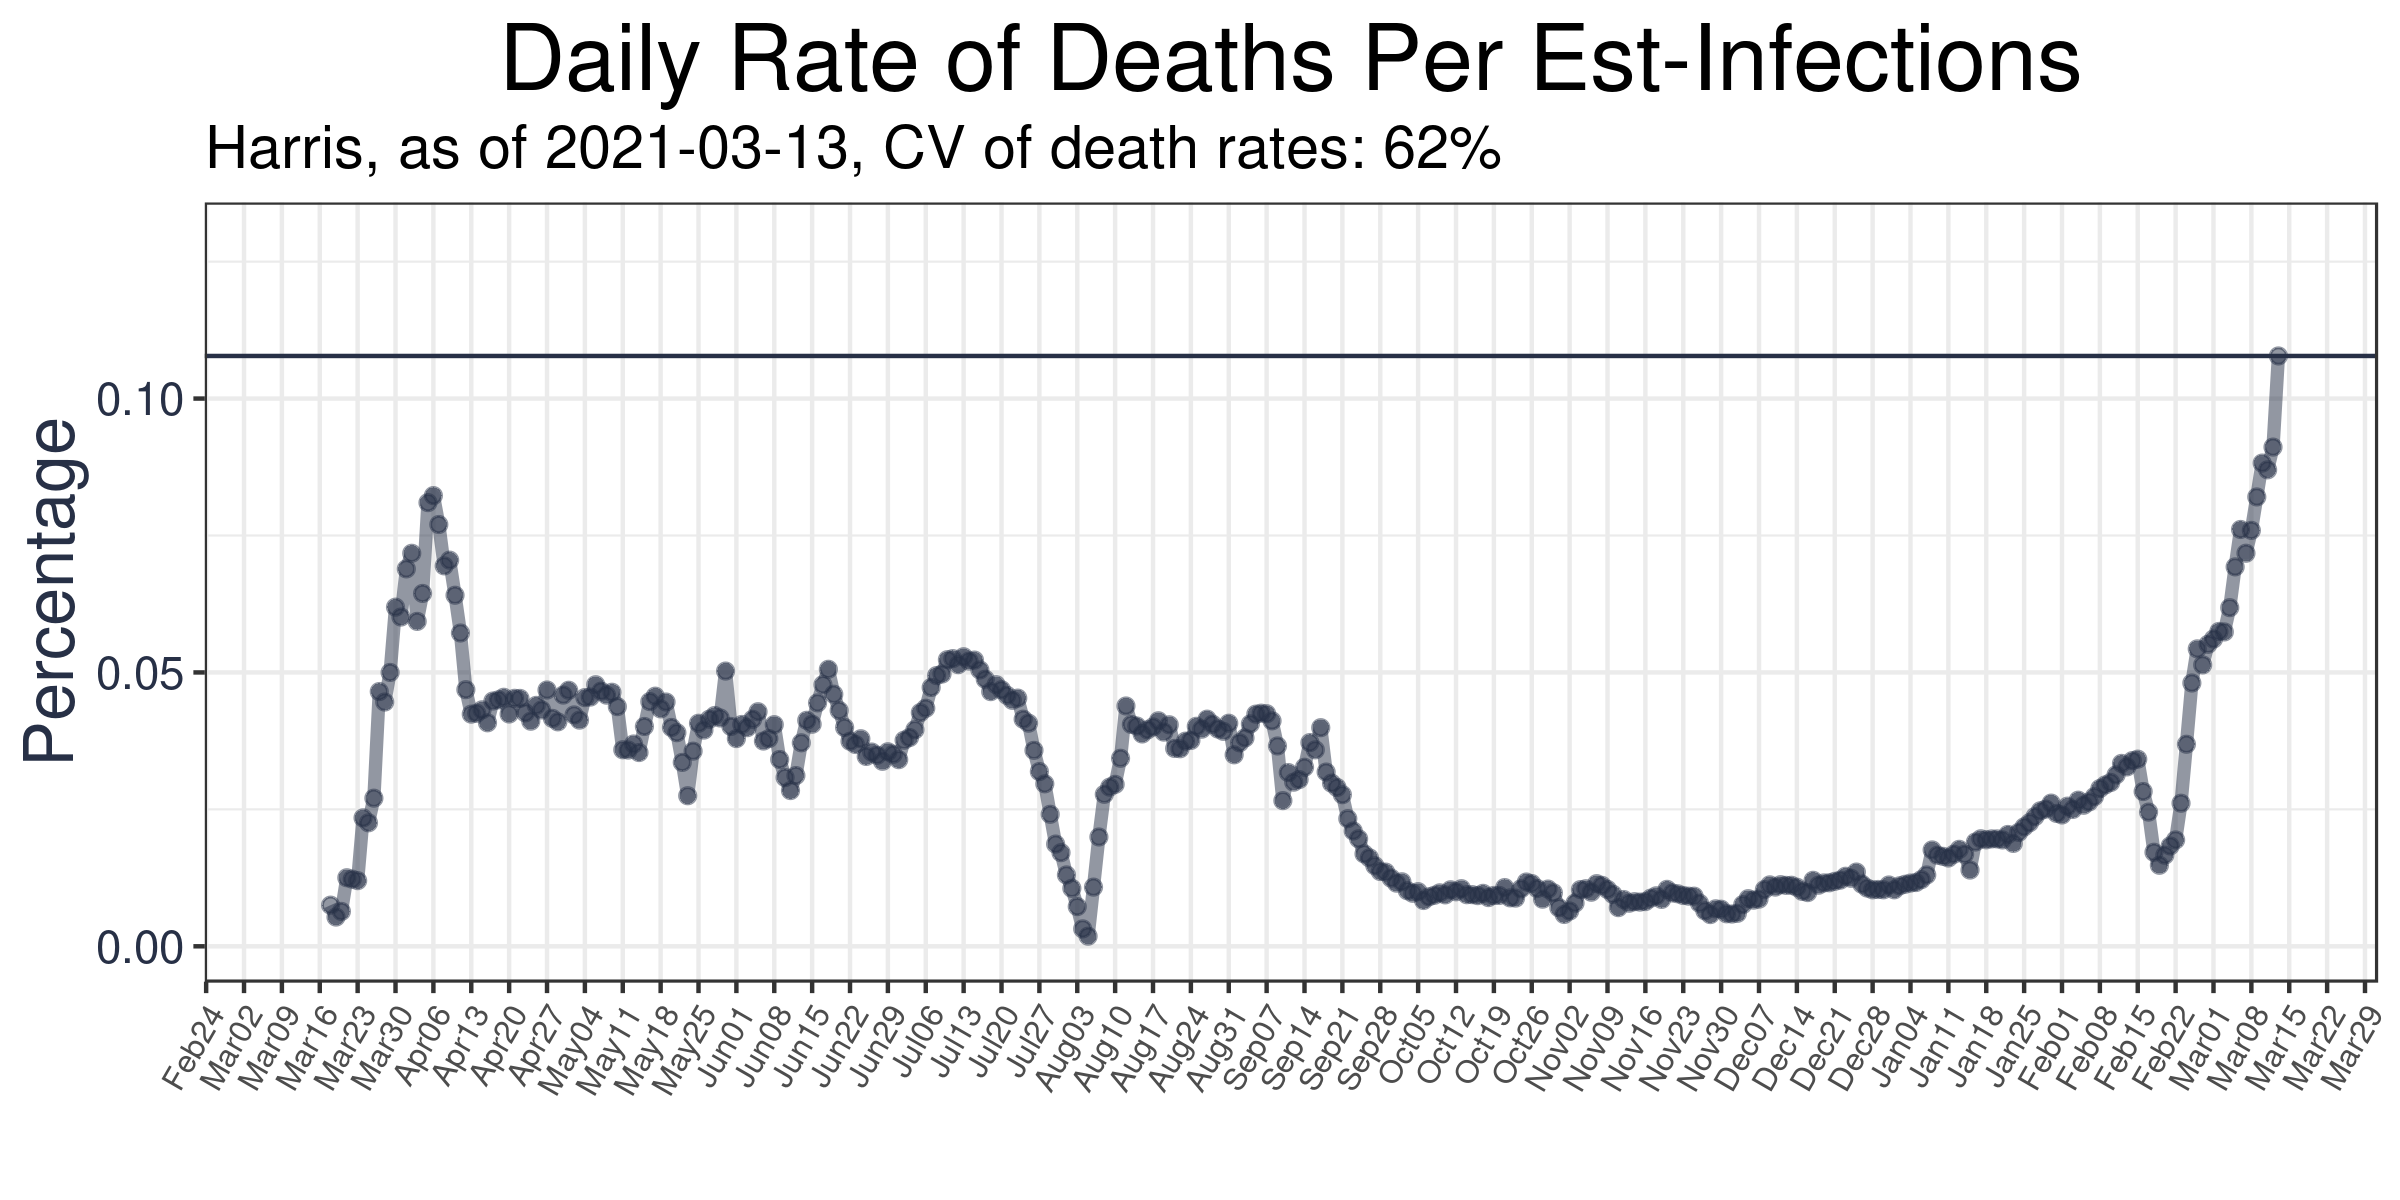 Daily Rate of Deaths Per Est-Infections
Harris, as of 2021-03-13, CV of death rates: 62%
Percentage
0.10
0.05
0.00
Feb24
Mar02
Mar09
Mar16
Mar23
Mar30
Apr06
Apr13
Apr20
Apr27
May04
May11
May18
May25
Jun01
Jun08
Jun15
Jun22
Jun29
Jul06
Jul13
Jul20
Jul27
Aug03
Aug10
Aug17
Aug24
Aug31
Sep07
Sep14
Sep21
Sep28
Oct05
Oct12
Oct19
Oct26
Nov02
Nov09
Nov16
Nov23
Nov30
Dec07
Dec14
Dec21
Dec28
Jan04
Jan11
Jan18
Jan25
Feb01
Feb08
Feb15
Feb22
Mar01
Mar08
Mar15
Mar22
Mar29